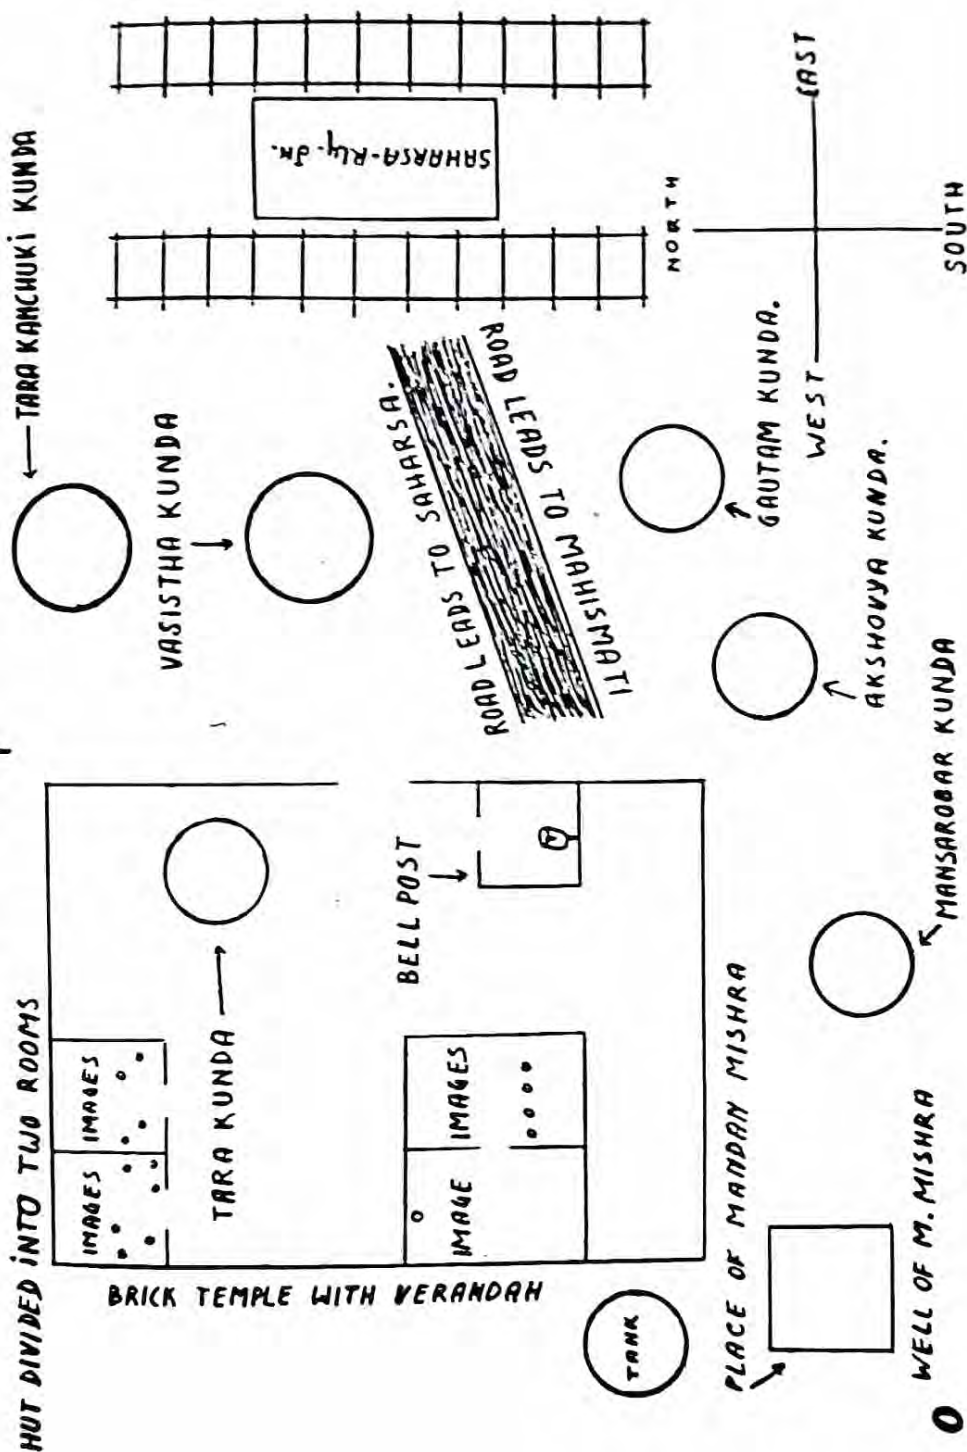 HUT DIVIDED INTO TWO ROOMS
TARA KANCHUKI KUNDA
IMAGES
IMAGES
VASISTHA KUNDA
TARA KUNDA
SAHARSA-Rly. Jn.
BRICK TEMPLE WITH VERANDAH
BELL POST
ROAD LEADS TO SAHARSA.
ROAD LEADS TO MAHISMATI
IMAGE
IMAGES
TANK
NORTH
WEST
EAST
SOUTH
GAUTAM KUNDA.
PLACE OF MANDAN MISHRA
AKSHOVYA KUNDA.
WELL OF M. MISHRA
MANSAROBAR KUNDA